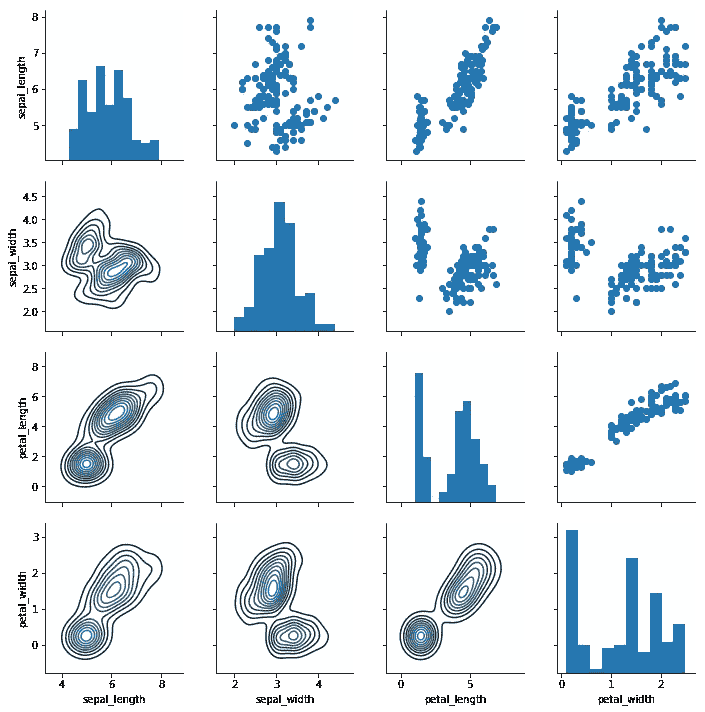 8
7
6
5
sepal_length
4.5
4.0
3.5
3.0
2.5
2.0
sepal_width
8
6
4
2
0
petal_length
3
2
1
0
petal_width
4 6 8
2 3 4
0 5
0 1 2
sepal_length sepal_width petal_length petal_width